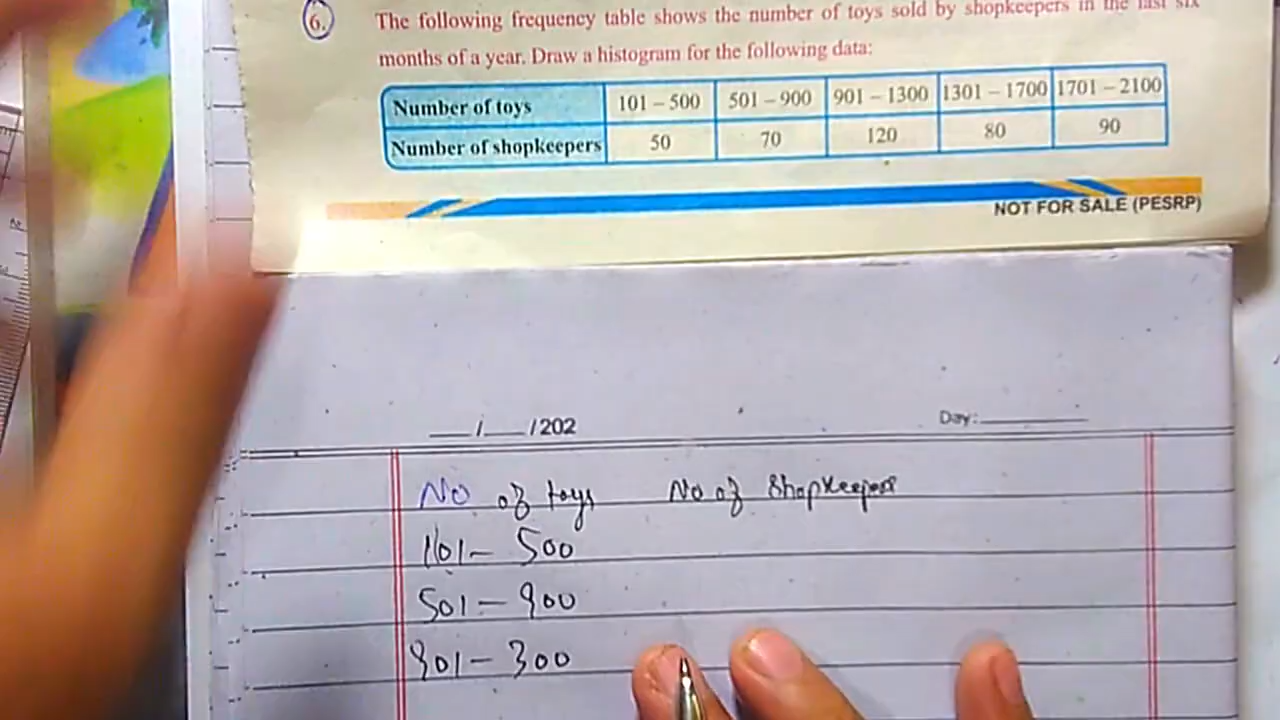 6. The following frequency table shows the number of toys sold by shopkeepers in the last six
months of a year. Draw a histogram for the following data:
Number of toys 101 – 500 501 – 900 901 – 1300 1301 – 1700 1701 – 2100
Number of shopkeepers 50 70 120 80 90
NOT FOR SALE (PESRP)
__/__/202 Day:
No of toys No of Shopkeeper
101 – 500
501 – 900
901 – 300